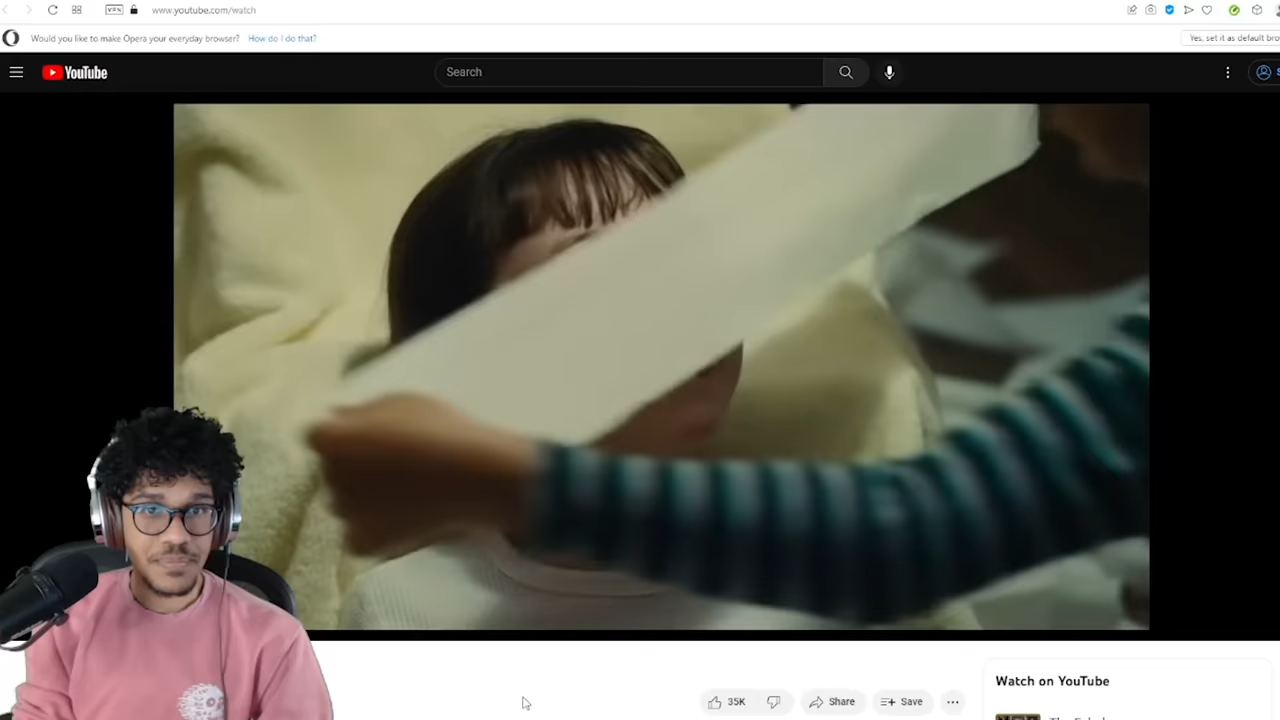 VPN www.youtube.com/watch
Would you like to make Opera your everyday browser? How do I do that? Yes, set it as default bro
YouTube
Search
35K Share Save
Watch on YouTube